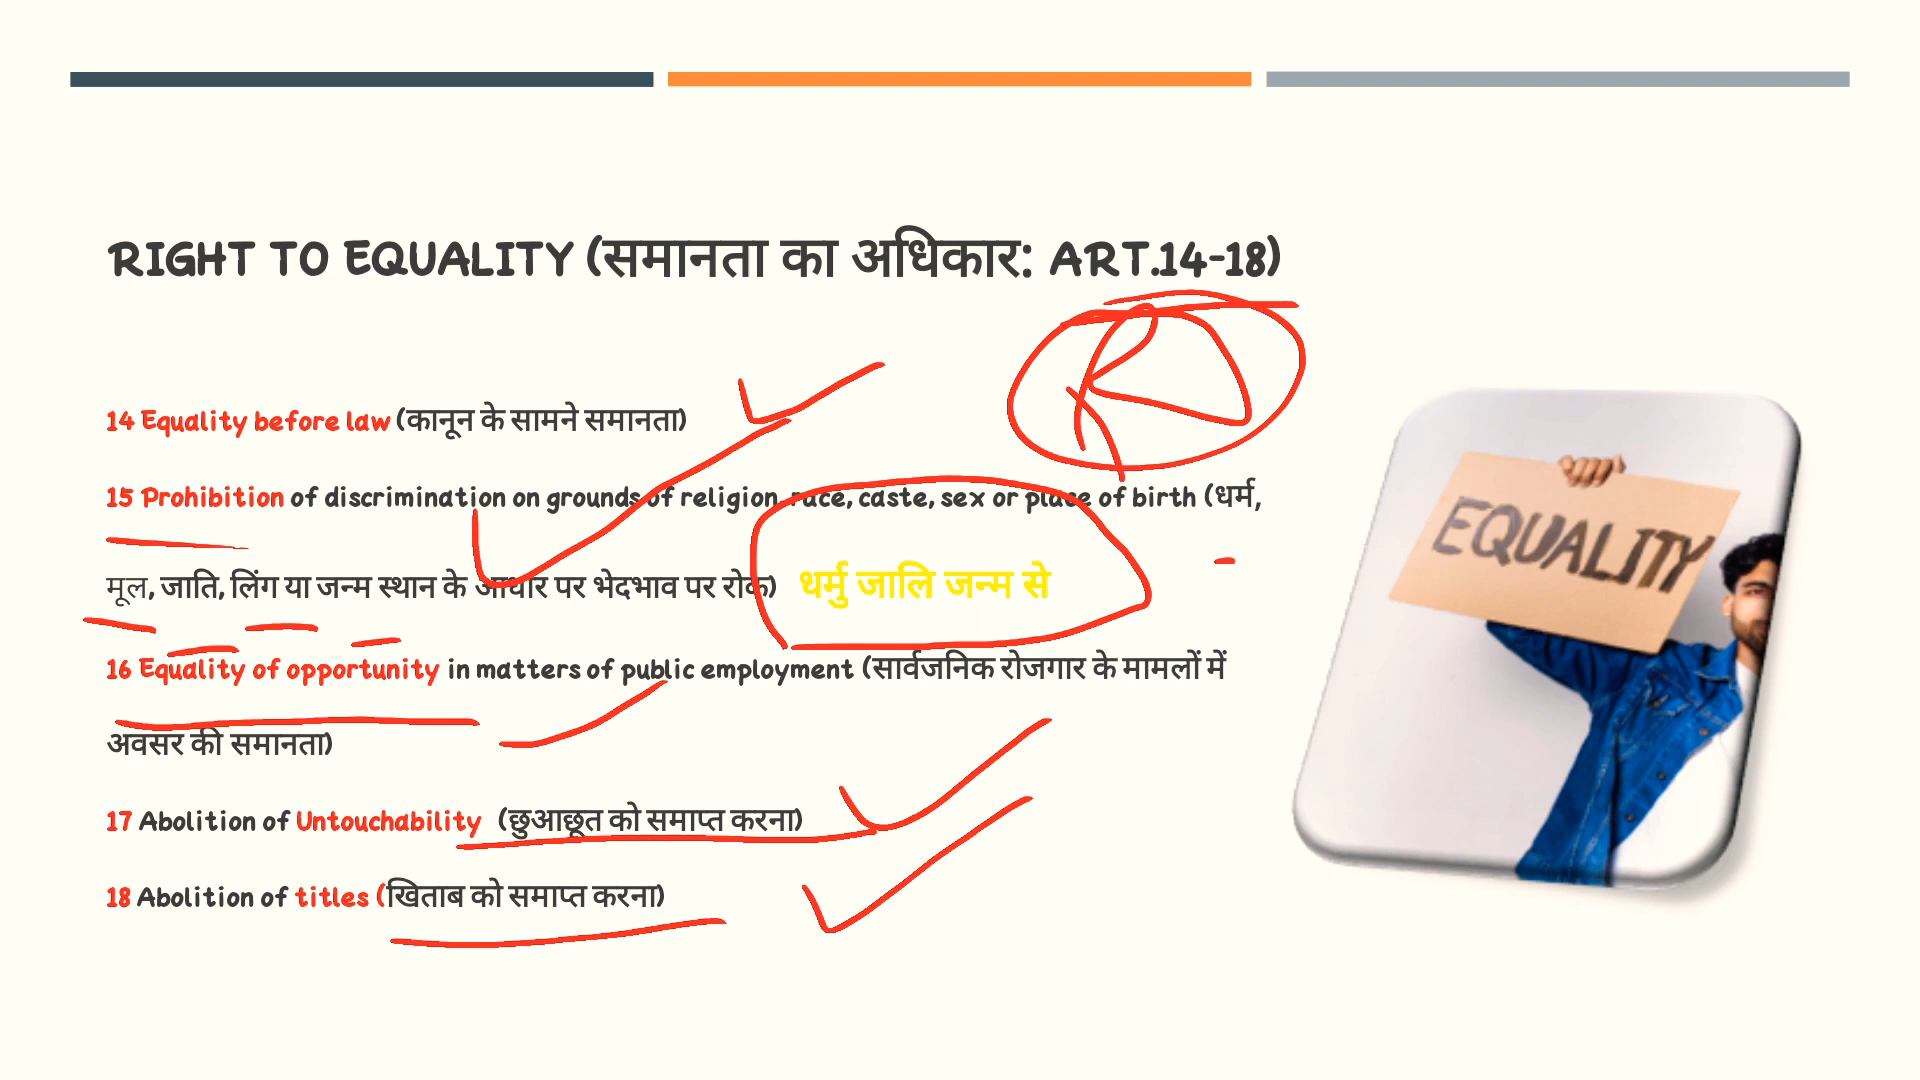 RIGHT TO EQUALITY (समानता का अधिकार: ART.14-18)
14 Equality before law (कानून के सामने समानता)
15 Prohibition of discrimination on grounds of religion, race, caste, sex or place of birth (धर्म,
मूल, जाति, लिंग या जन्म स्थान के आधार पर भेदभाव पर रोक) धर्मु जालि जन्म से
16 Equality of opportunity in matters of public employment (सार्वजनिक रोजगार के मामलों में
अवसर की समानता)
17 Abolition of Untouchability (छुआछूत को समाप्त करना)
18 Abolition of titles (खिताब को समाप्त करना)
EQUALITY